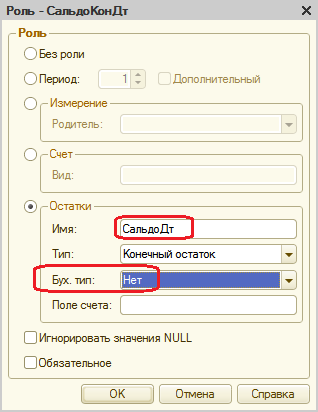 Роль - СальдоКонДт
Роль
Без роли
Период: 1 Дополнительный
Измерение
Родитель:
Счет
Вид:
Остатки
Имя: СальдоДт
Тип: Конечный остаток
Бух. тип: Нет
Поле счета:
Игнорировать значения NULL
Обязательное
ОК Отмена Справка